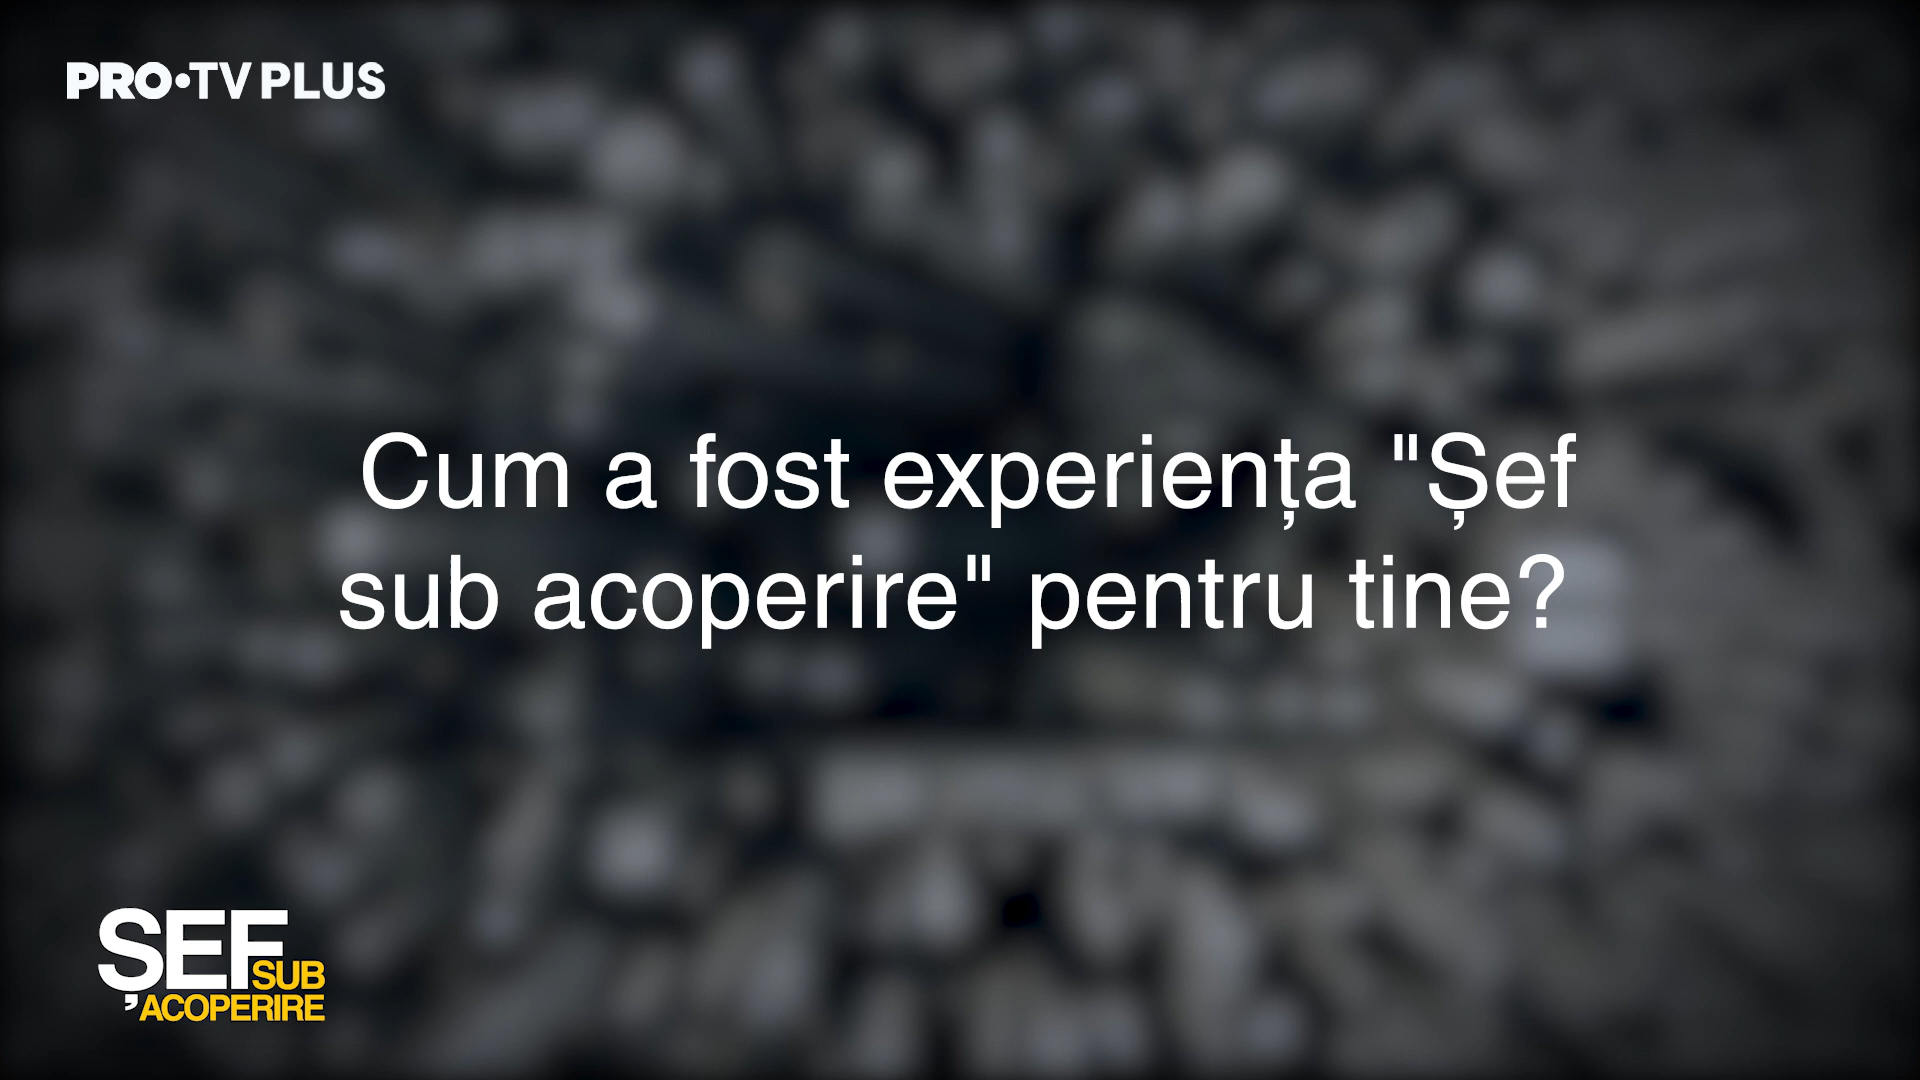 PRO•TV PLUS
Cum a fost experiența "Șef
sub acoperire" pentru tine?
ȘEF
SUB
ACOPERIRE